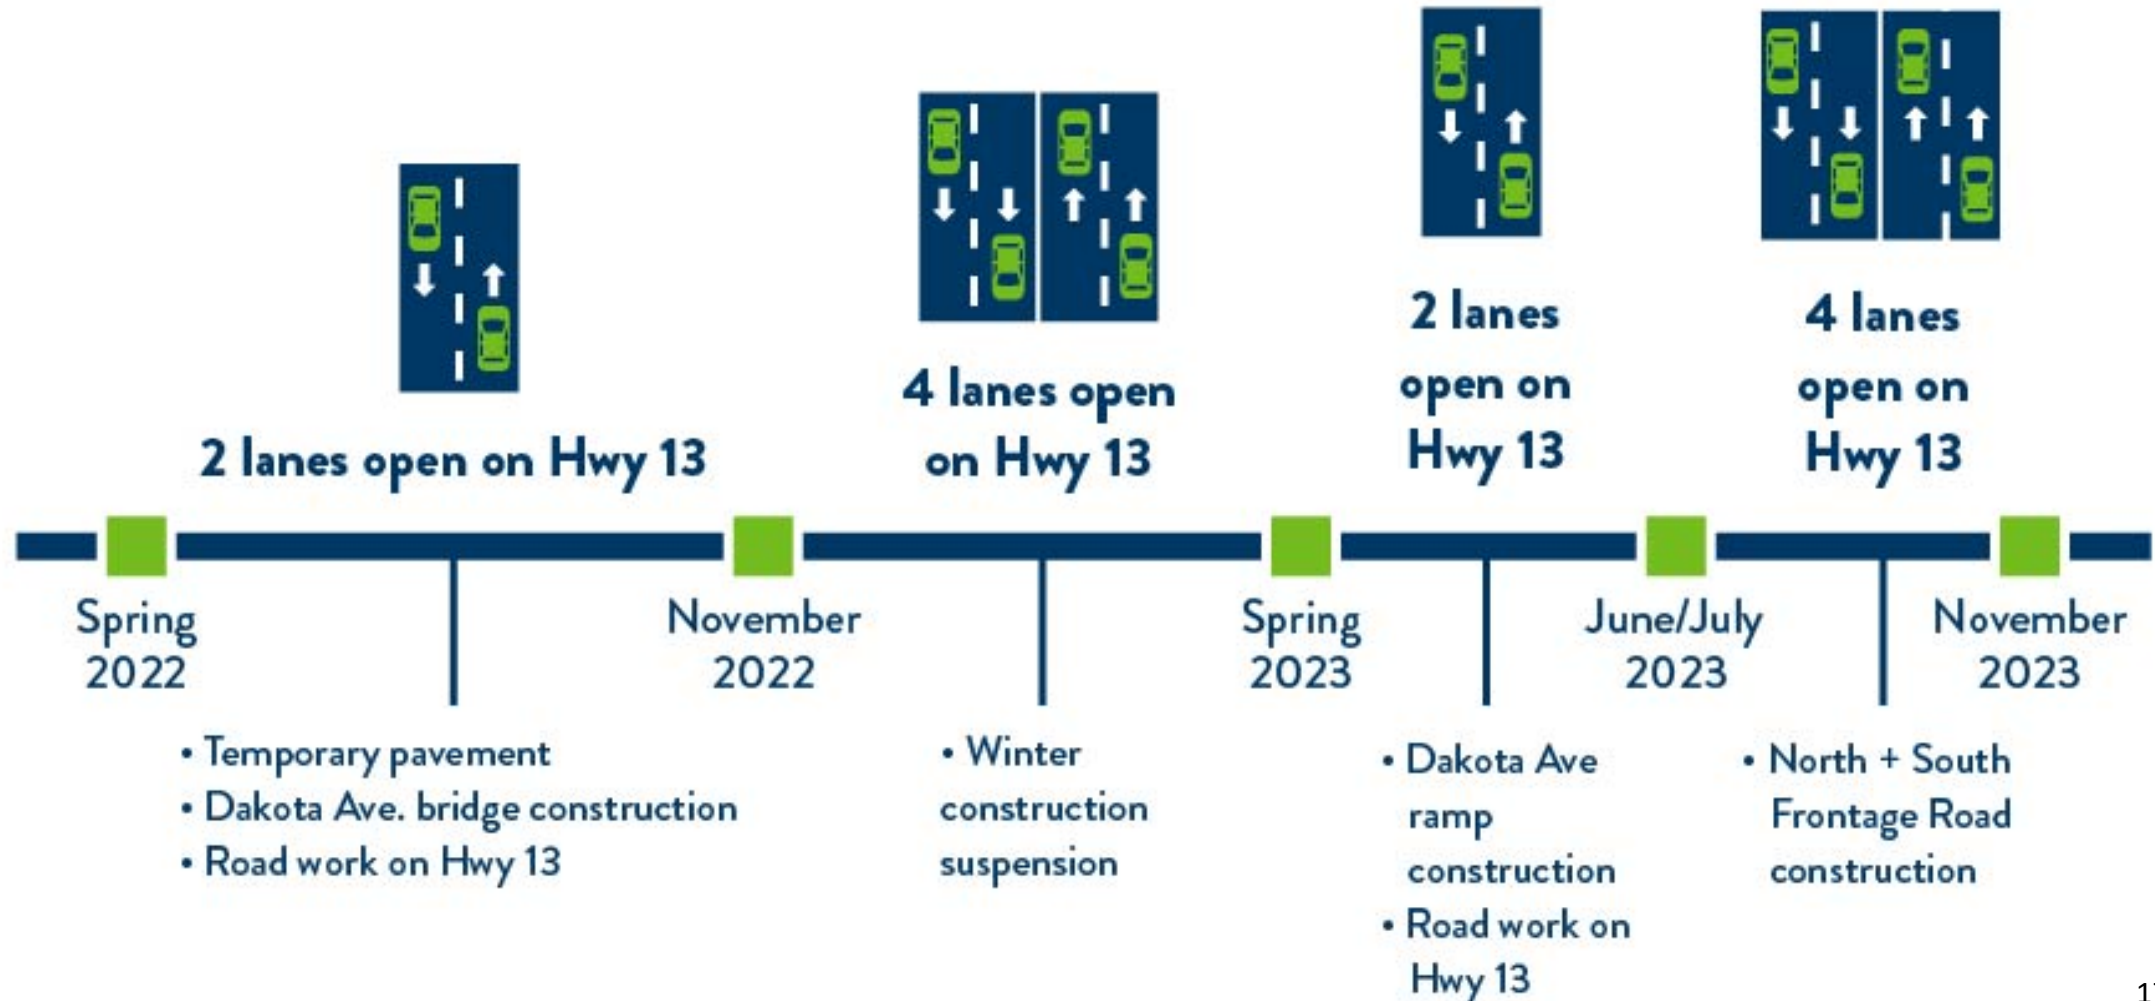 2 lanes open on Hwy 13
4 lanes open
on Hwy 13
2 lanes
open on
Hwy 13
4 lanes
open on
Hwy 13
Spring
2022
November
2022
Spring
2023
June/July
2023
November
2023
• Temporary pavement
• Dakota Ave. bridge construction
• Road work on Hwy 13
• Winter
construction
suspension
• Dakota Ave
ramp
construction
• Road work on
Hwy 13
• North + South
Frontage Road
construction